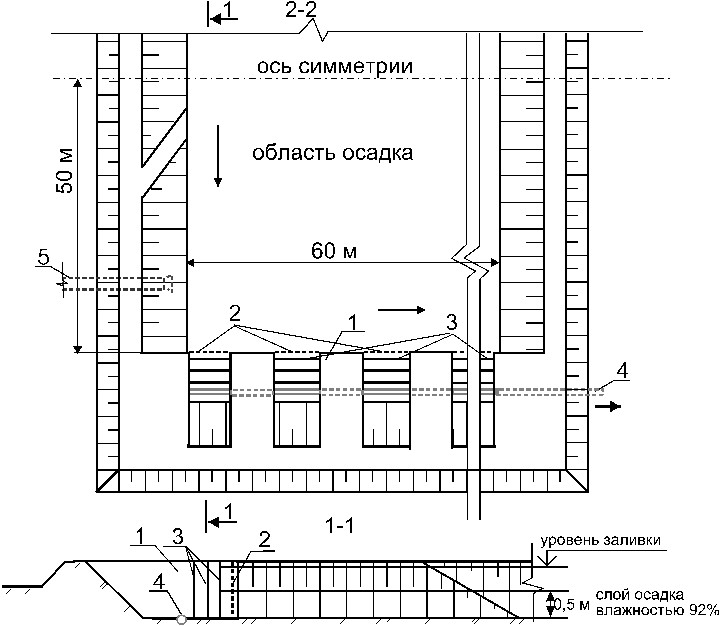 1
2-2
ось симметрии
область осадка
50 м
60 м
5
2
1
3
4
1
1-1
1
3
2
4
уровень заливки
0,5 м
слой осадка
влажностью 92%